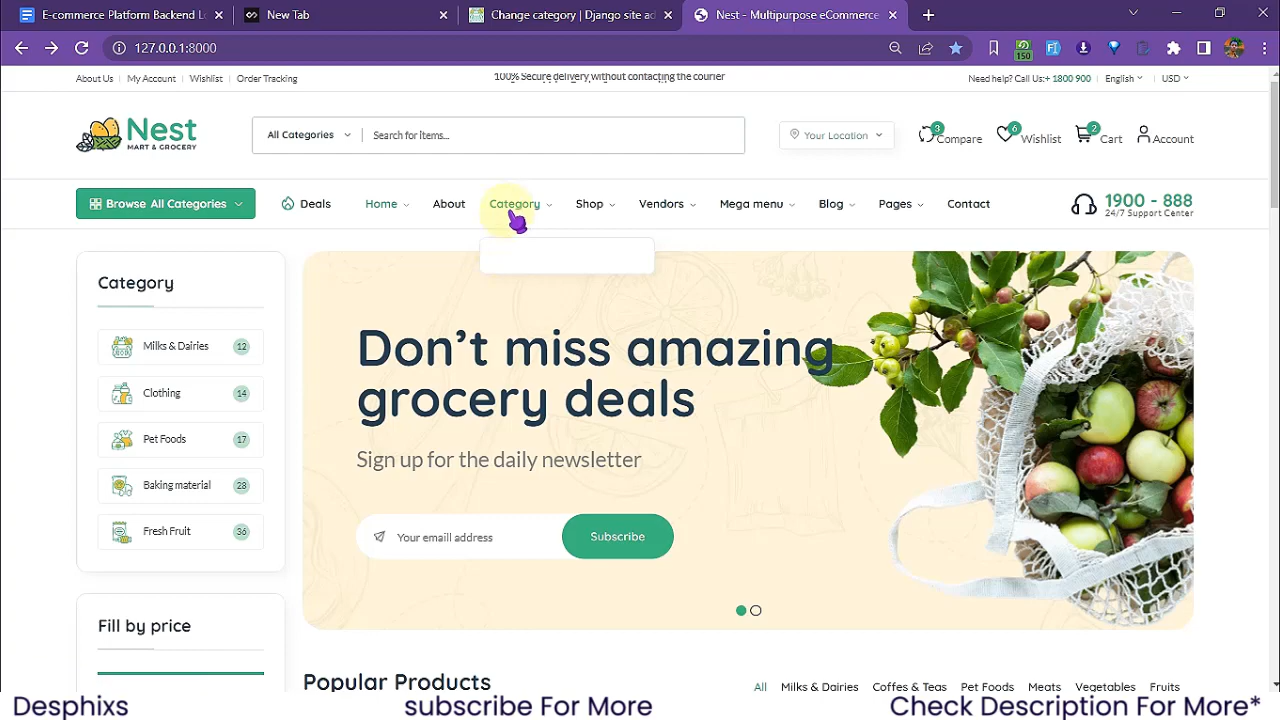 E-commerce Platform Backend Lo
New Tab
Change category | Django site ad
Nest - Multipurpose eCommerce
127.0.0.1:8000
150
About Us
My Account
Wishlist
Order Tracking
100% Secure delivery without contacting the courier
Need help? Call Us:+ 1800 900
English
USD
Nest
MART & GROCERY
All Categories
Search for items...
Your Location
3
Compare
6
Wishlist
2
Cart
Account
Browse All Categories
Deals
Home
About
Category
Shop
Vendors
Mega menu
Blog
Pages
Contact
1900 - 888
24/7 Support Center
Category
Milks & Dairies 12
Clothing 14
Pet Foods 17
Baking material 28
Fresh Fruit 36
Fill by price
Don't miss amazing
grocery deals
Sign up for the daily newsletter
Your email address
Subscribe
Popular Products
All
Milks & Dairies
Coffes & Teas
Pet Foods
Meats
Vegetables
Fruits
Desphixs
subscribe For More
Check Description For More*